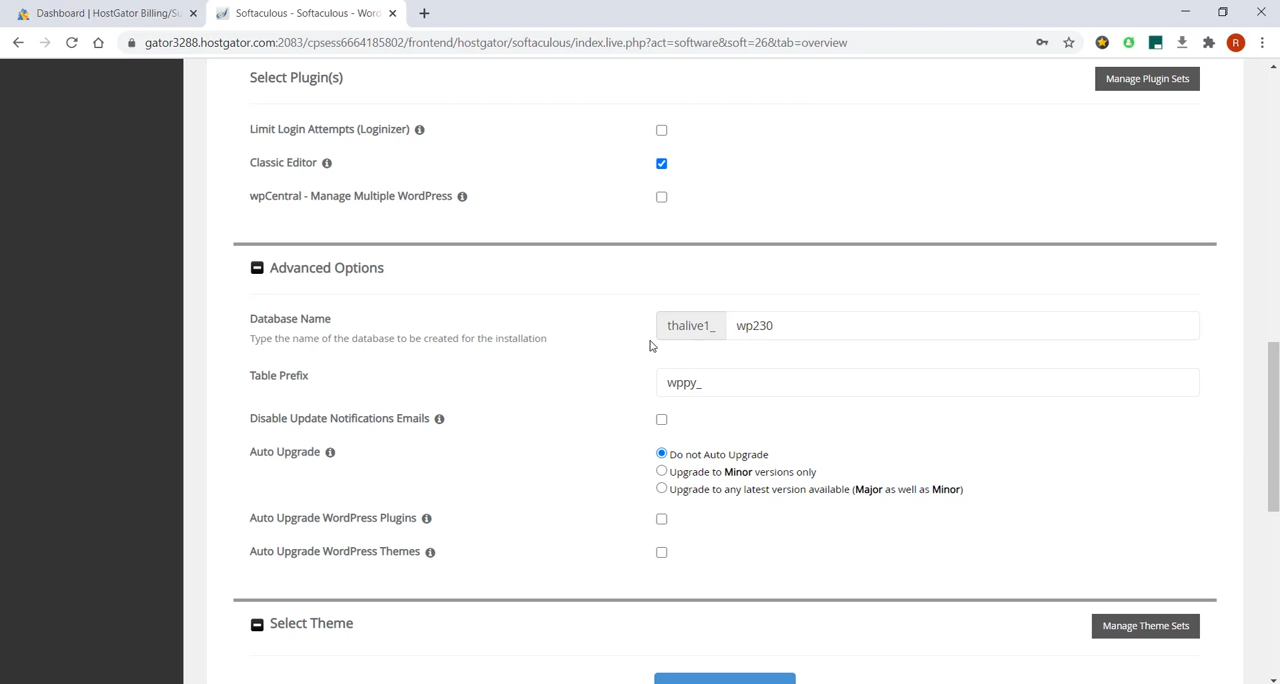 Dashboard | HostGator Billing/Su
Softaculous - Softaculous - Word
gator3288.hostgator.com:2083/cpsess6664185802/frontend/hostgator/softaculous/index.live.php?act=software&soft=26&tab=overview
R
Select Plugin(s)
Manage Plugin Sets
Limit Login Attempts (Loginizer)
Classic Editor
wpCentral - Manage Multiple WordPress
Advanced Options
Database Name
Type the name of the database to be created for the installation
thalive1_ wp230
Table Prefix
wppy_
Disable Update Notifications Emails
Auto Upgrade
Do not Auto Upgrade
Upgrade to Minor versions only
Upgrade to any latest version available (Major as well as Minor)
Auto Upgrade WordPress Plugins
Auto Upgrade WordPress Themes
Select Theme
Manage Theme Sets